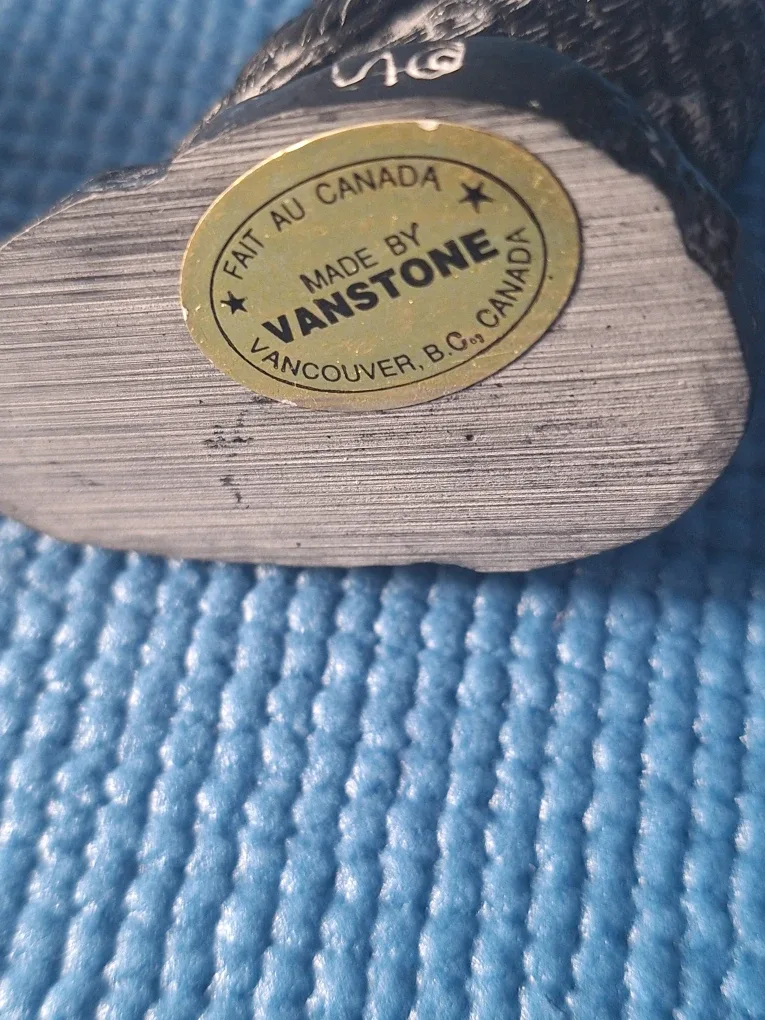 FAIT AU CANADA
MADE BY
VANSTONE
VANCOUVER, B.C., CANADA